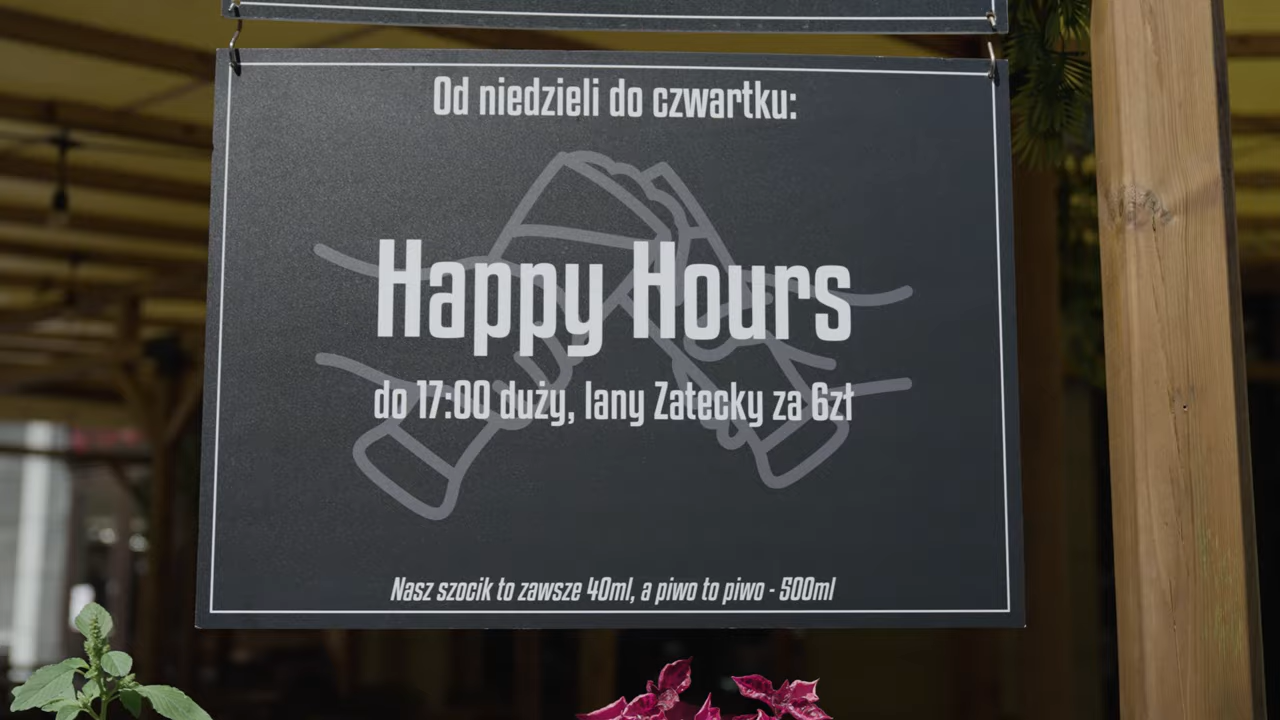 Od niedzieli do czwartku:
Happy Hours
do 17:00 duży, lany Zatecky za 6zł
Nasz szocik to zawsze 40ml, a piwo to piwo - 500ml